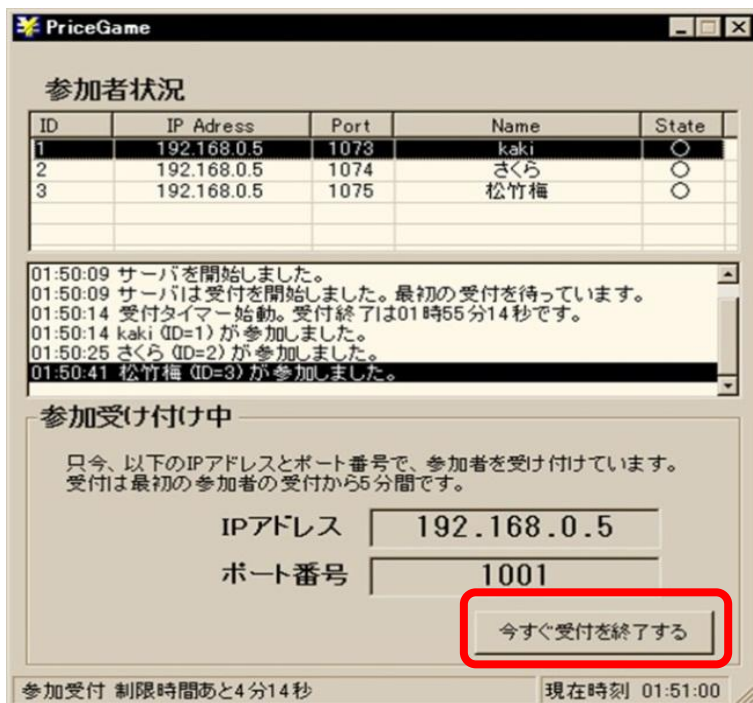 PriceGame
参加者状況
ID IP Adress Port Name State
1 192.168.0.5 1073 kaki ○
2 192.168.0.5 1074 さくら ○
3 192.168.0.5 1075 松竹梅 ○
01:50:09 サーバを開始しました。
01:50:09 サーバは受付を開始しました。最初の受付を待っています。
01:50:14 受付タイマー始動。受付終了は01時55分14秒です。
01:50:14 kaki (ID=1) が参加しました。
01:50:25 さくら (ID=2) が参加しました。
01:50:41 松竹梅 (ID=3) が参加しました。
参加受け付け中
只今、以下のIPアドレスとポート番号で、参加者を受け付けています。
受付は最初の参加者の受付から5分間です。
IPアドレス 192.168.0.5
ポート番号 1001
今すぐ受付を終了する
参加受付 制限時間あと4分14秒 現在時刻 01:51:00